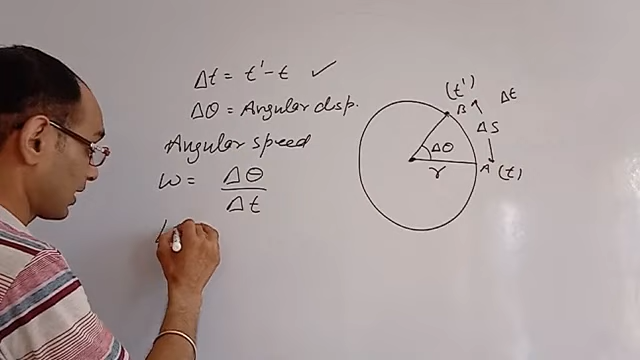 Δt = t' - t ✓
Δθ = Angular disp.
Angular speed
ω = Δθ / Δt
(t')
B
Δt
ΔS
Δθ
r
A (t)